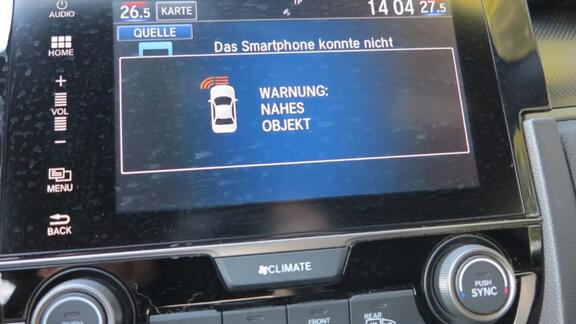 AUDIO
26.5 KARTE TP 14 04 27.5
QUELLE
HOME
Das Smartphone konnte nicht
+
VOL
-
WARNUNG:
NAHES
OBJEKT
MENU
BACK
CLIMATE
PUSH
SYNC
FRONT
REAR